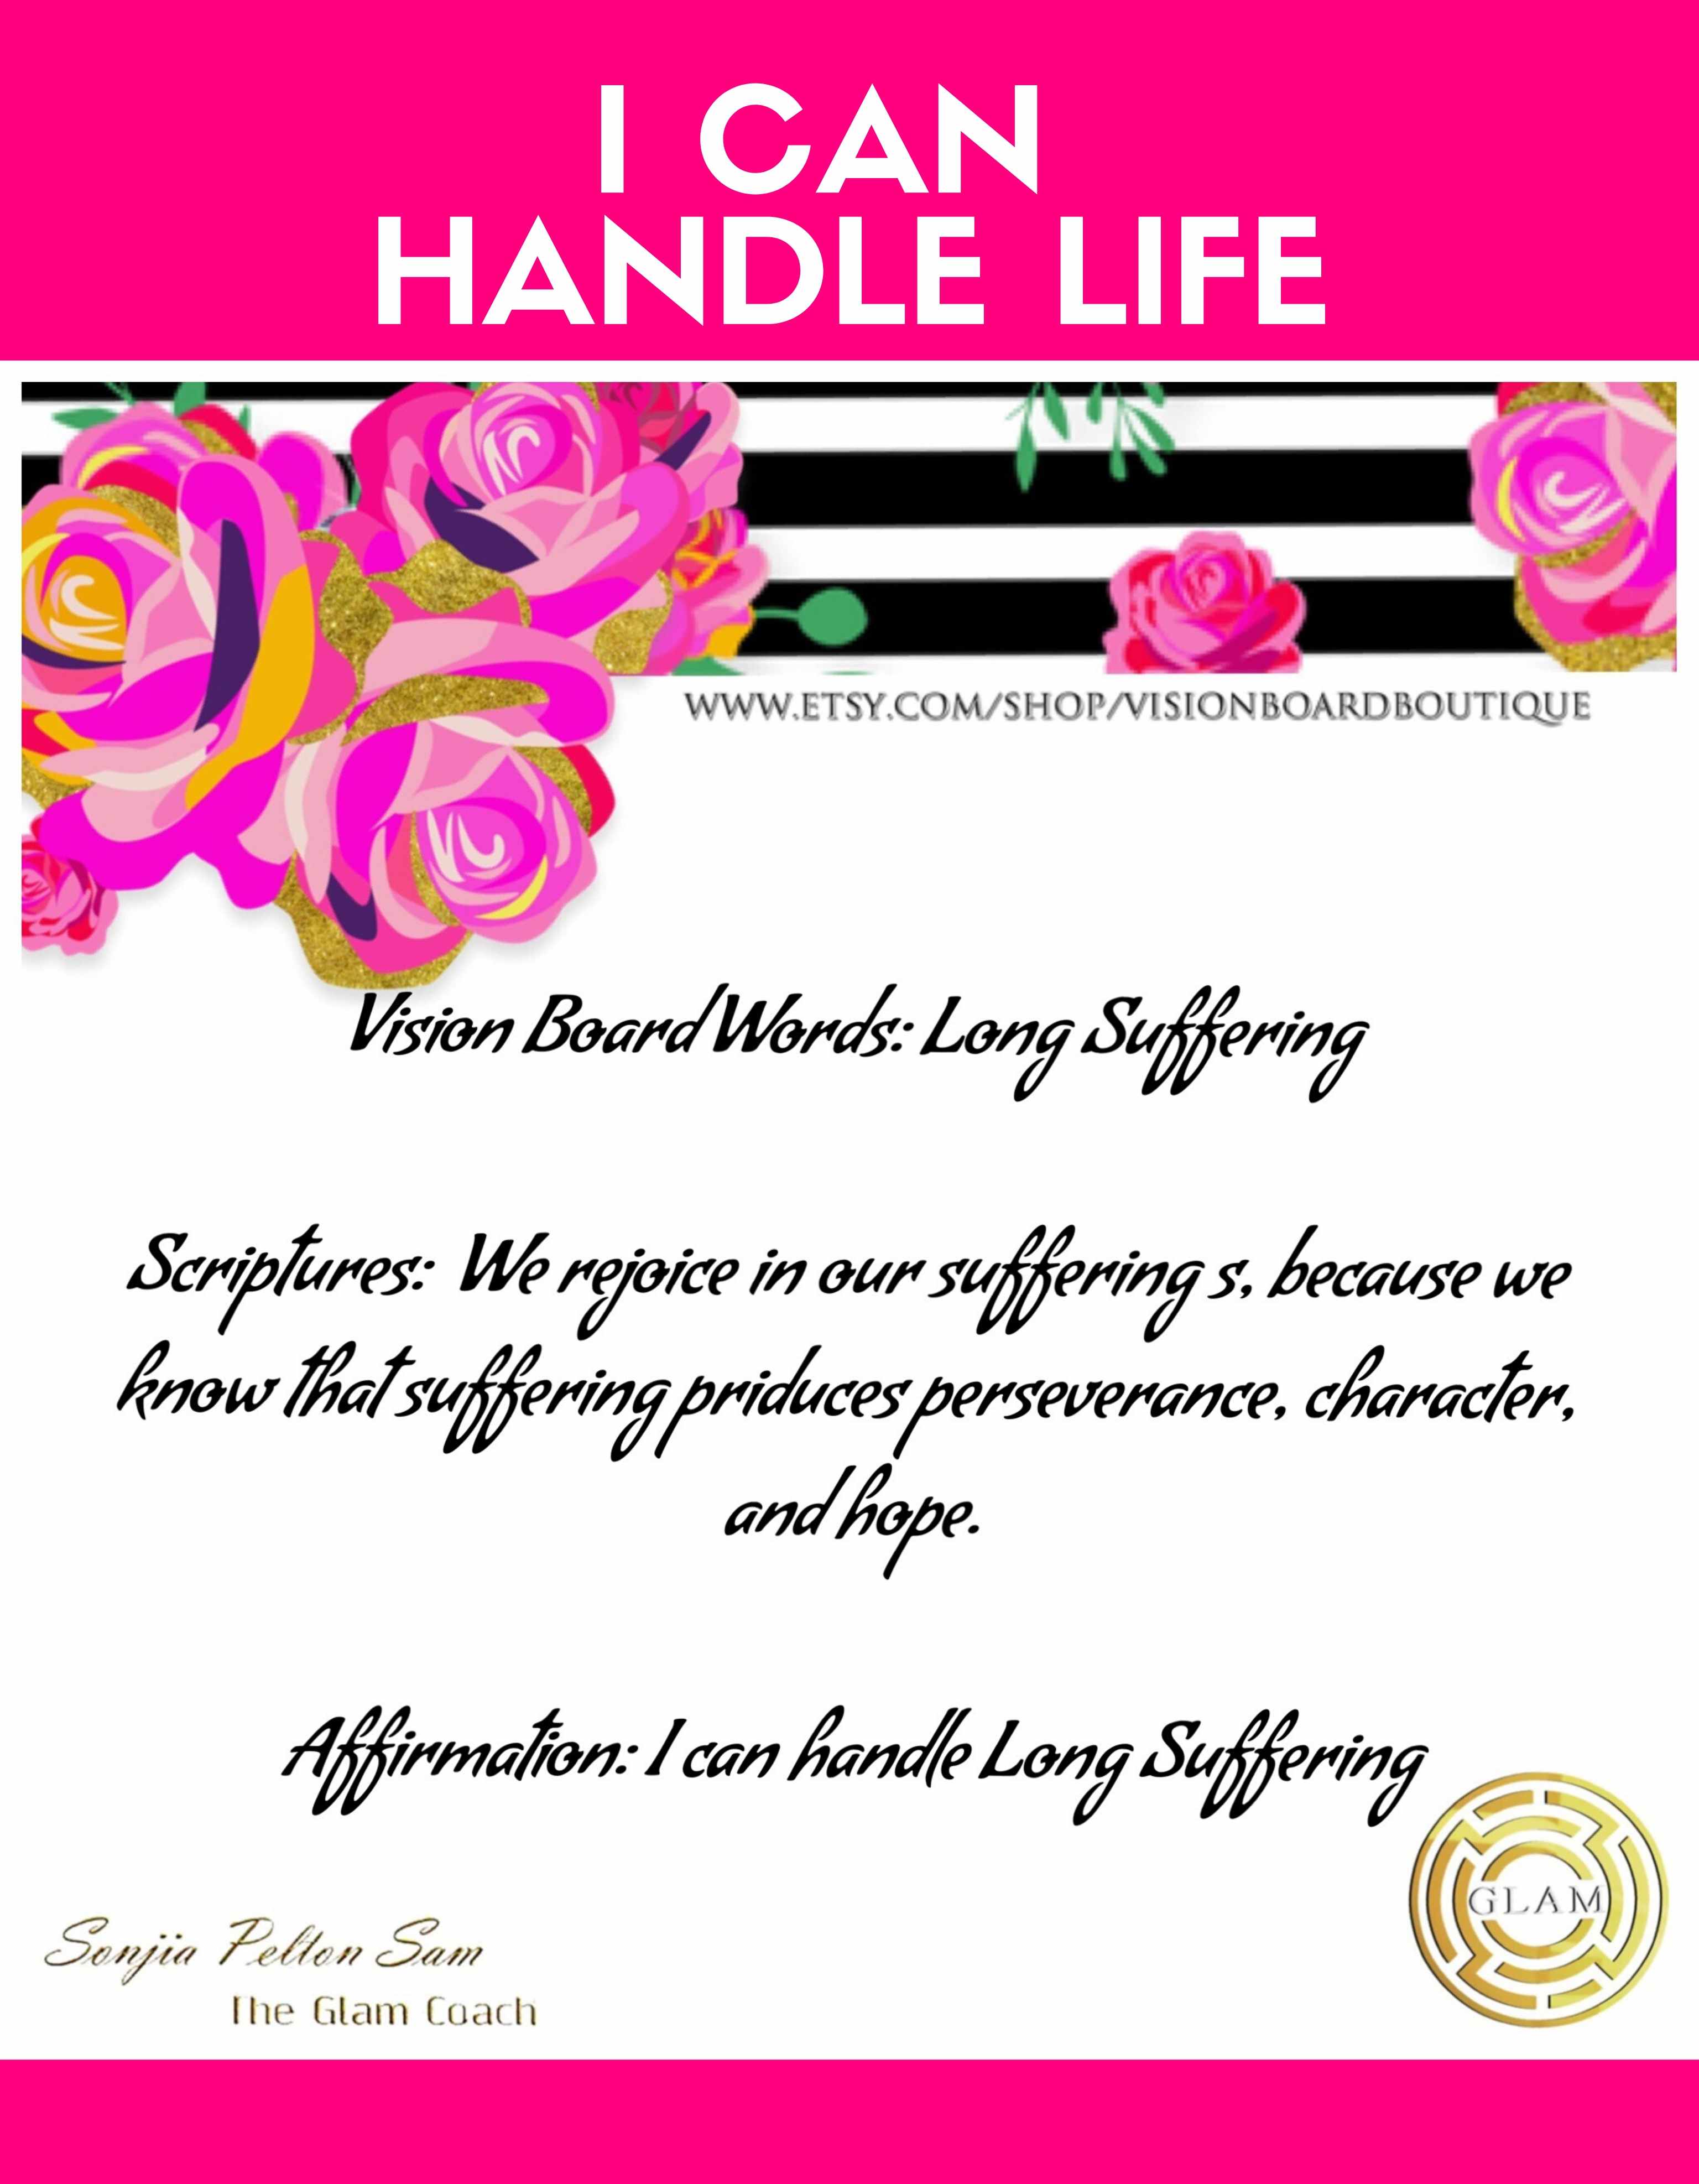 I CAN
HANDLE LIFE
WWW.ETSY.COM/SHOP/VISIONBOARDBOUTIQUE
Vision Board Words: Long Suffering
Scriptures: We rejoice in our suffering s, because we
know that suffering priduces perseverance, character,
and hope.
Affirmation: I can handle Long Suffering
GLAM
Sonjia Pelton Sam
The Glam Coach